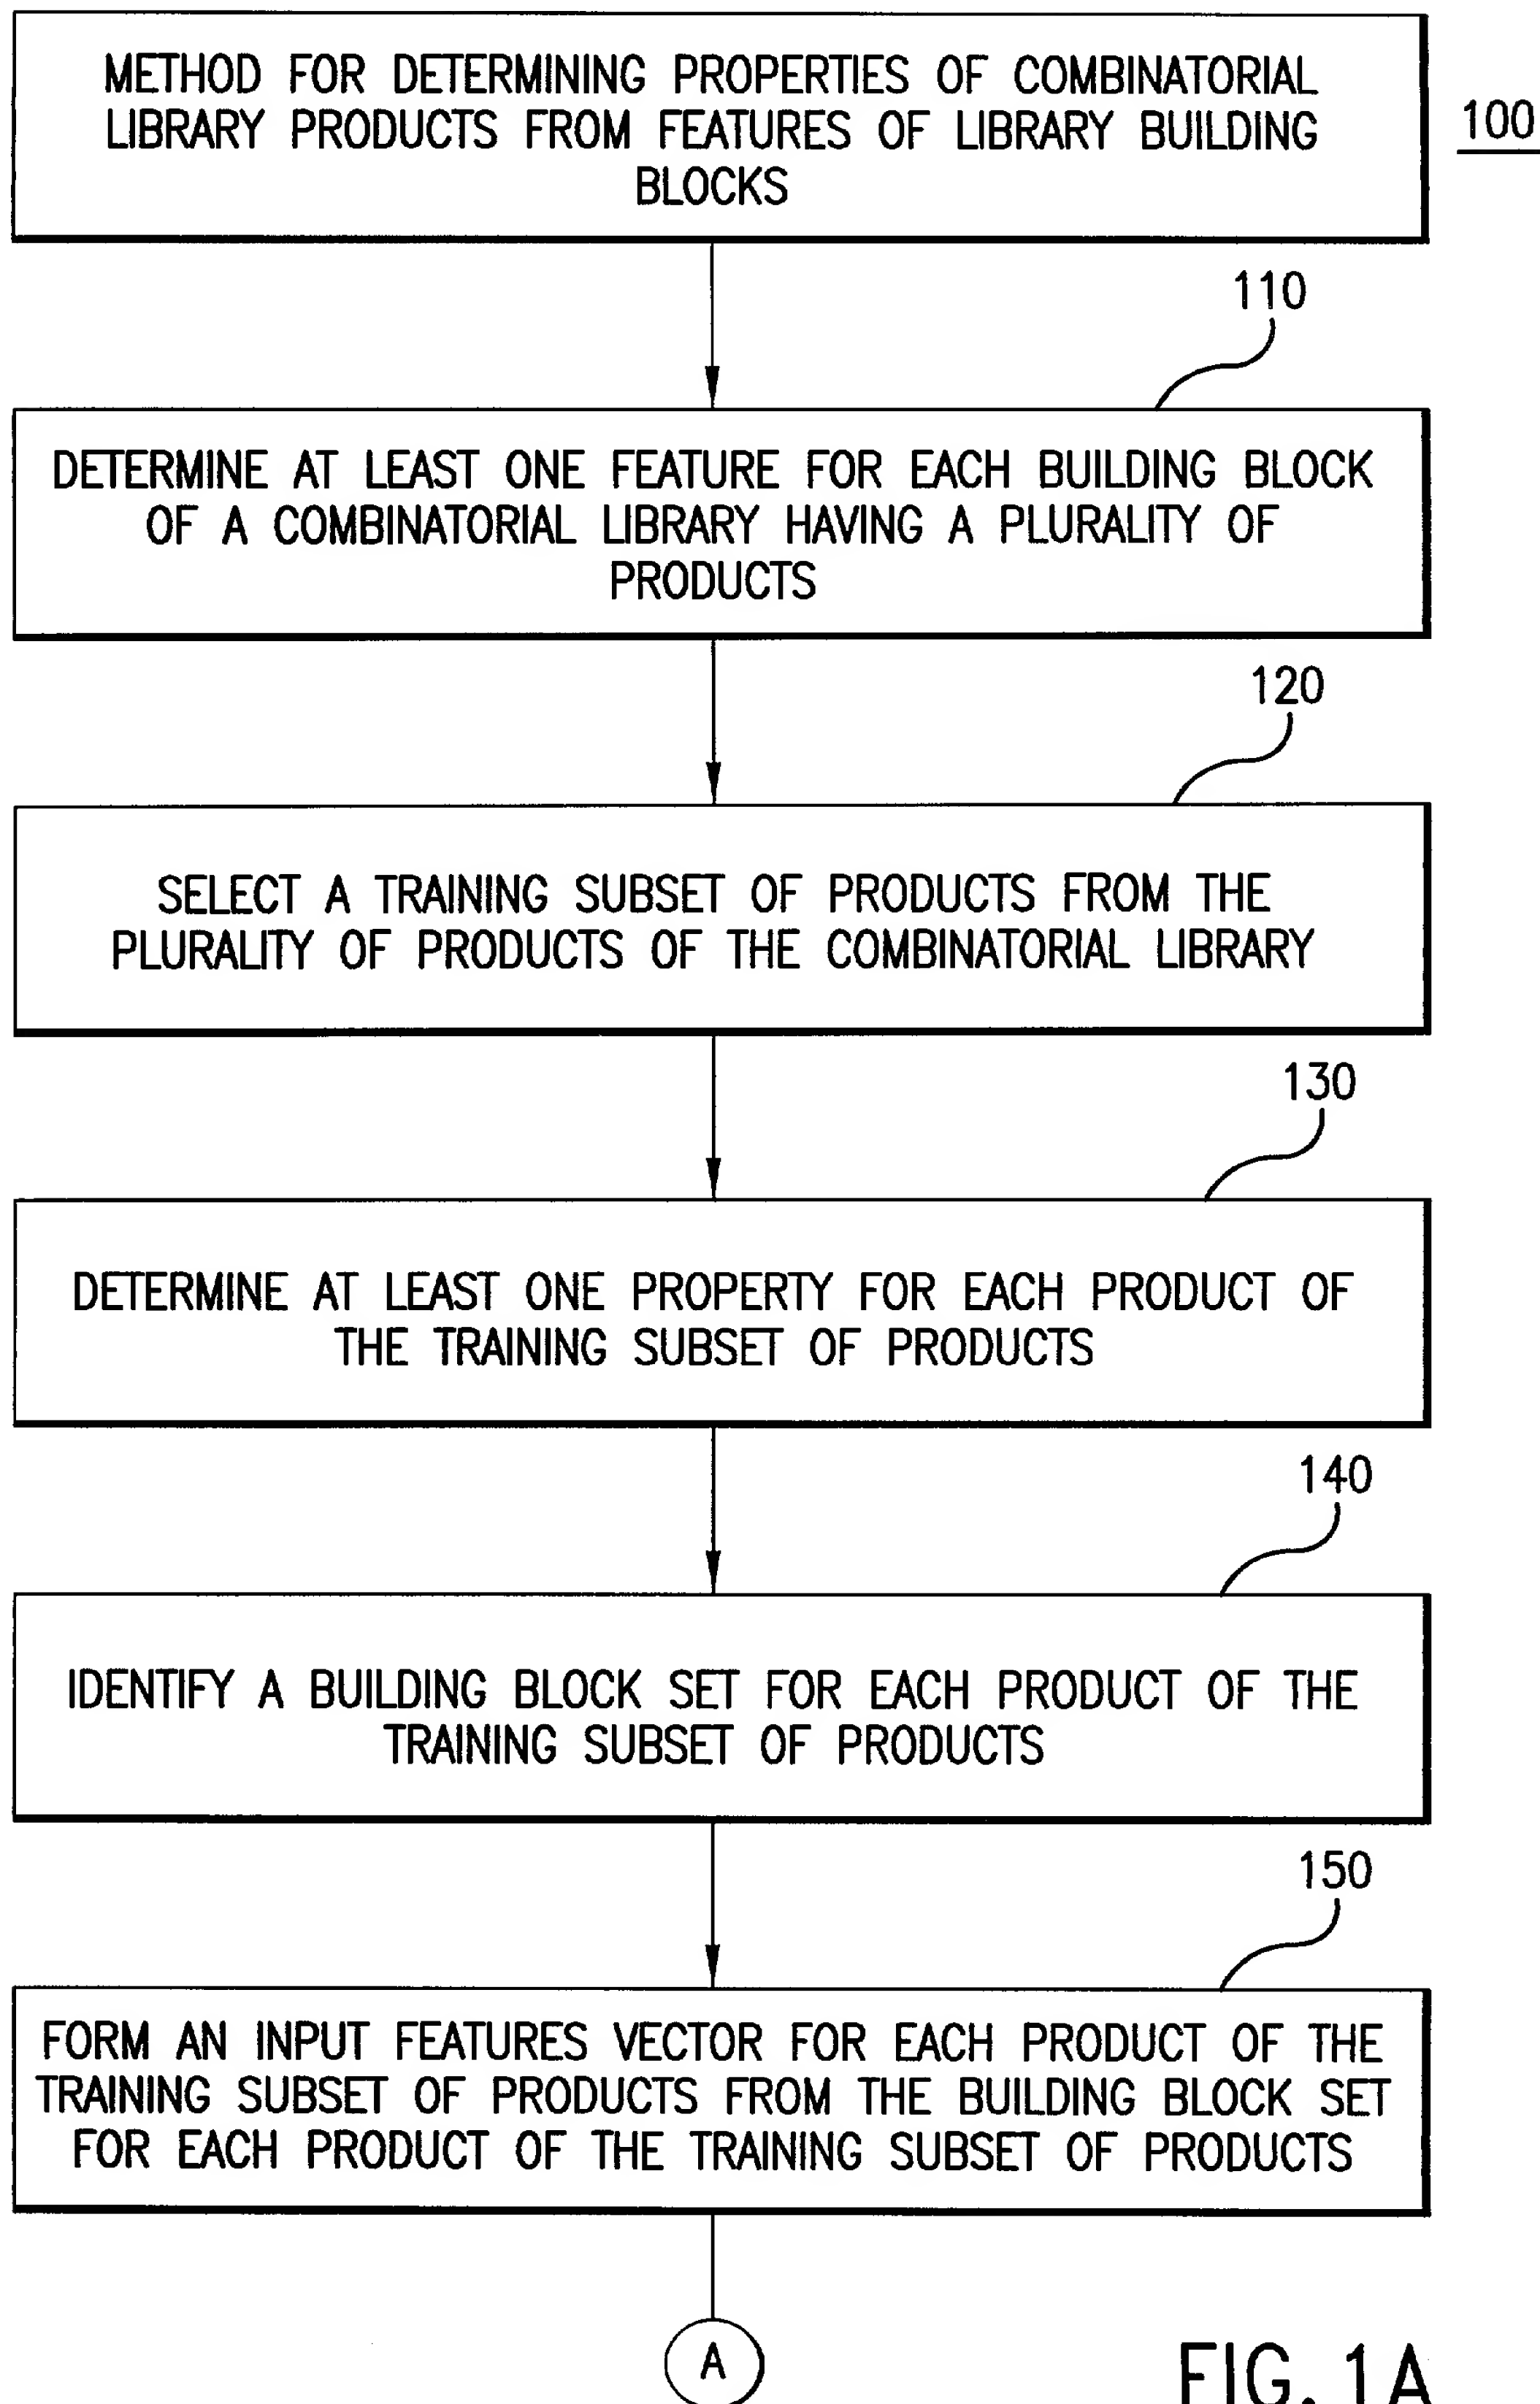 METHOD FOR DETERMINING PROPERTIES OF COMBINATORIAL
LIBRARY PRODUCTS FROM FEATURES OF LIBRARY BUILDING
BLOCKS
100
110
DETERMINE AT LEAST ONE FEATURE FOR EACH BUILDING BLOCK
OF A COMBINATORIAL LIBRARY HAVING A PLURALITY OF
PRODUCTS
120
SELECT A TRAINING SUBSET OF PRODUCTS FROM THE
PLURALITY OF PRODUCTS OF THE COMBINATORIAL LIBRARY
130
DETERMINE AT LEAST ONE PROPERTY FOR EACH PRODUCT OF
THE TRAINING SUBSET OF PRODUCTS
140
IDENTIFY A BUILDING BLOCK SET FOR EACH PRODUCT OF THE
TRAINING SUBSET OF PRODUCTS
150
FORM AN INPUT FEATURES VECTOR FOR EACH PRODUCT OF THE
TRAINING SUBSET OF PRODUCTS FROM THE BUILDING BLOCK SET
FOR EACH PRODUCT OF THE TRAINING SUBSET OF PRODUCTS
A
FIG. 1A